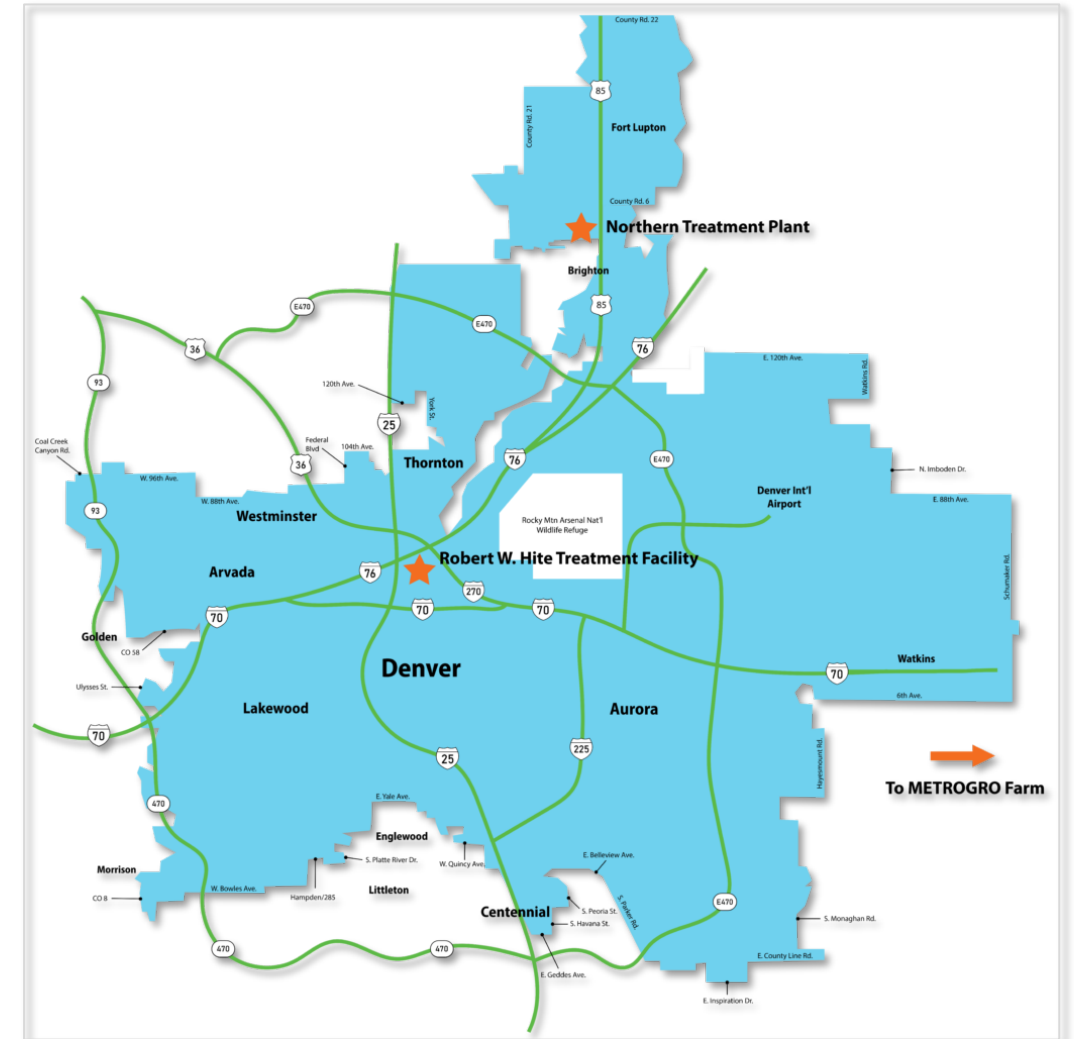 County Rd. 22
85
County Rd. 21
Fort Lupton
County Rd. 6
Northern Treatment Plant
Brighton
85
E470
E470
76
36
E. 120th Ave.
Watkins Rd.
93
120th Ave.
York St.
25
Coal Creek
Canyon Rd.
Federal
Blvd
104th Ave.
36
Thornton
76
E470
N. Imboden Dr.
W. 96th Ave.
W. 88th Ave.
93
Westminster
Denver Int'l
Airport
E. 88th Ave.
Rocky Mtn Arsenal Nat'l
Wildlife Refuge
Schumaker Rd.
Robert W. Hite Treatment Facility
Arvada
76
270
70
70
70
Golden
CO 58
Watkins
Denver
70
Ulysses St.
6th Ave.
Lakewood
Aurora
70
25
225
Hayesmount Rd.
To METROGRO Farm
470
E. Yale Ave.
Englewood
S. Platte River Dr.
W. Quincy Ave.
E. Belleview Ave.
Morrison
CO 8
W. Bowles Ave.
Hampden/285
Littleton
S. Parker Rd.
E470
Centennial
S. Peoria St.
S. Havana St.
S. Monaghan Rd.
470
470
E. Geddes Ave.
E. County Line Rd.
E. Inspiration Dr.